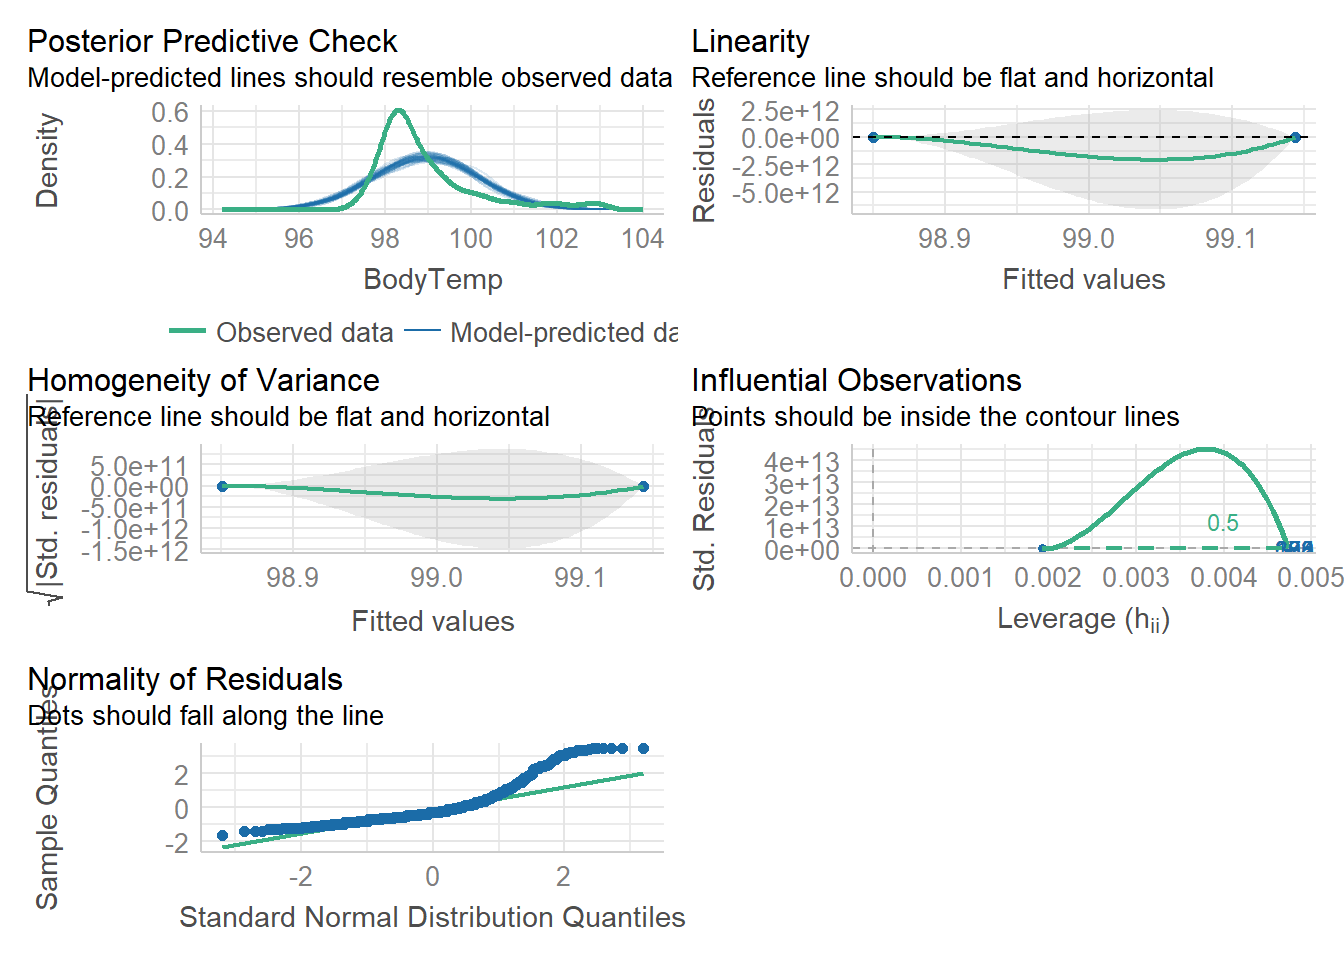 Posterior Predictive Check
Model-predicted lines should resemble observed data
Density
0.6
0.4
0.2
0.0
94 96 98 100 102 104
BodyTemp
Observed data Model-predicted da
Linearity
Reference line should be flat and horizontal
Residuals
2.5e+12
0.0e+00
-2.5e+12
-5.0e+12
98.9 99.0 99.1
Fitted values
Homogeneity of Variance
Reference line should be flat and horizontal
√|Std. residuals|
5.0e+11
0.0e+00
-5.0e+11
-1.0e+12
-1.5e+12
98.9 99.0 99.1
Fitted values
Influential Observations
Points should be inside the contour lines
Std. Residuals
4e+13
3e+13
2e+13
1e+13
0e+00
0.5
0.000 0.001 0.002 0.003 0.004 0.005
Leverage (hii)
Normality of Residuals
Dots should fall along the line
Sample Quantiles
2
0
-2
-2 0 2
Standard Normal Distribution Quantiles